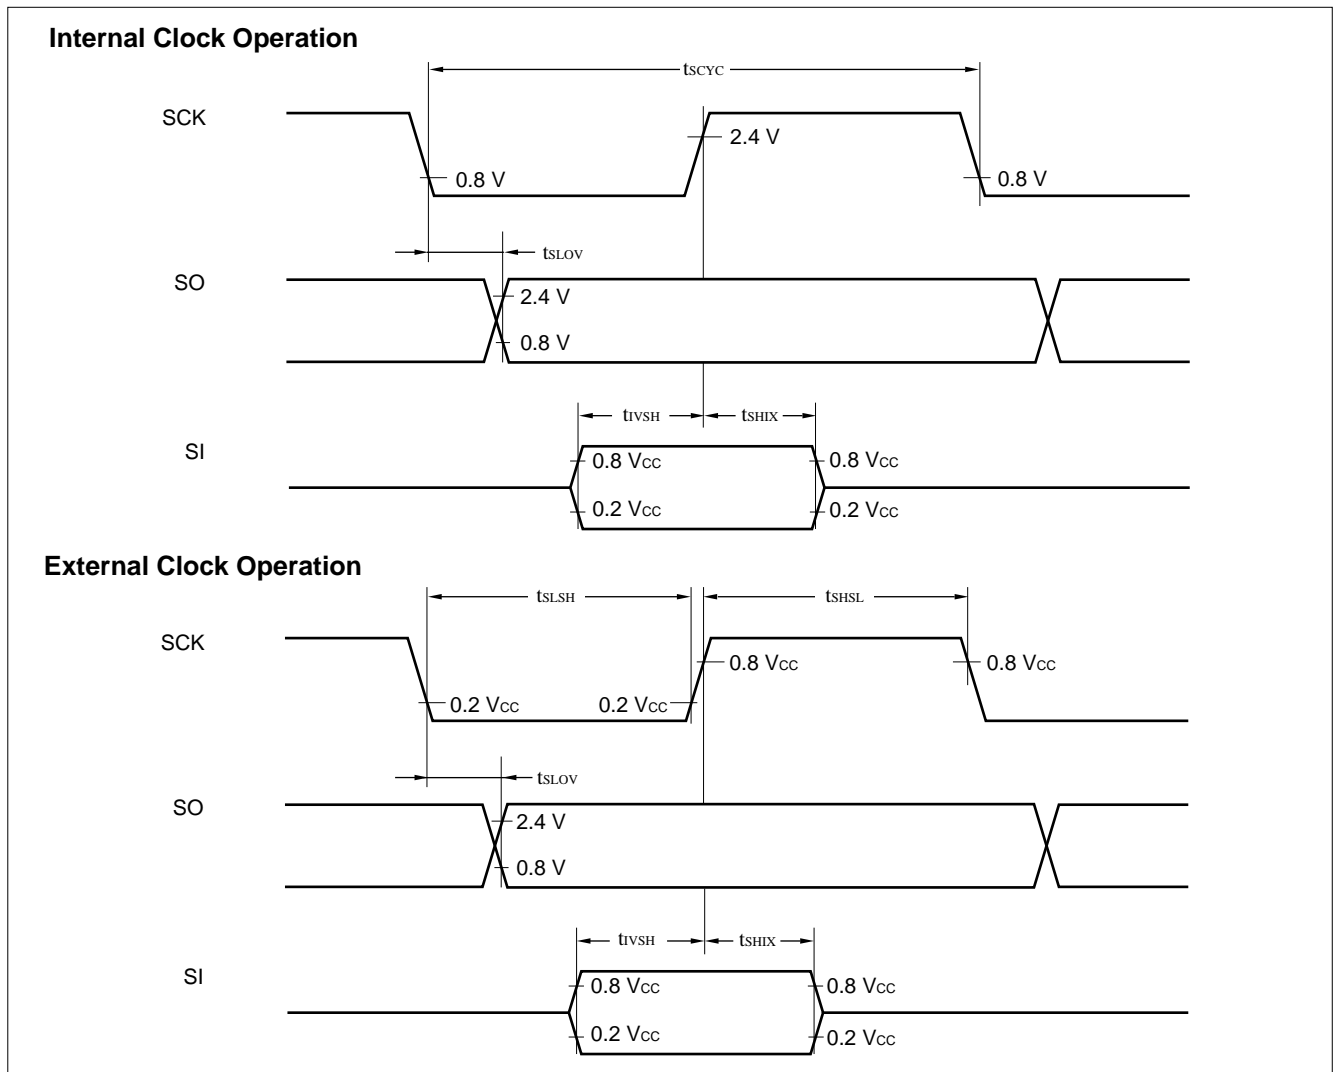 Internal Clock Operation
tSCYC
SCK
2.4 V
0.8 V
0.8 V
tSLOV
SO
2.4 V
0.8 V
tIVSH
tSHIX
SI
0.8 VCC
0.8 VCC
0.2 VCC
0.2 VCC
External Clock Operation
tSLSH
tSHSL
SCK
0.8 VCC
0.8 VCC
0.2 VCC
0.2 VCC
tSLOV
SO
2.4 V
0.8 V
tIVSH
tSHIX
SI
0.8 VCC
0.8 VCC
0.2 VCC
0.2 VCC